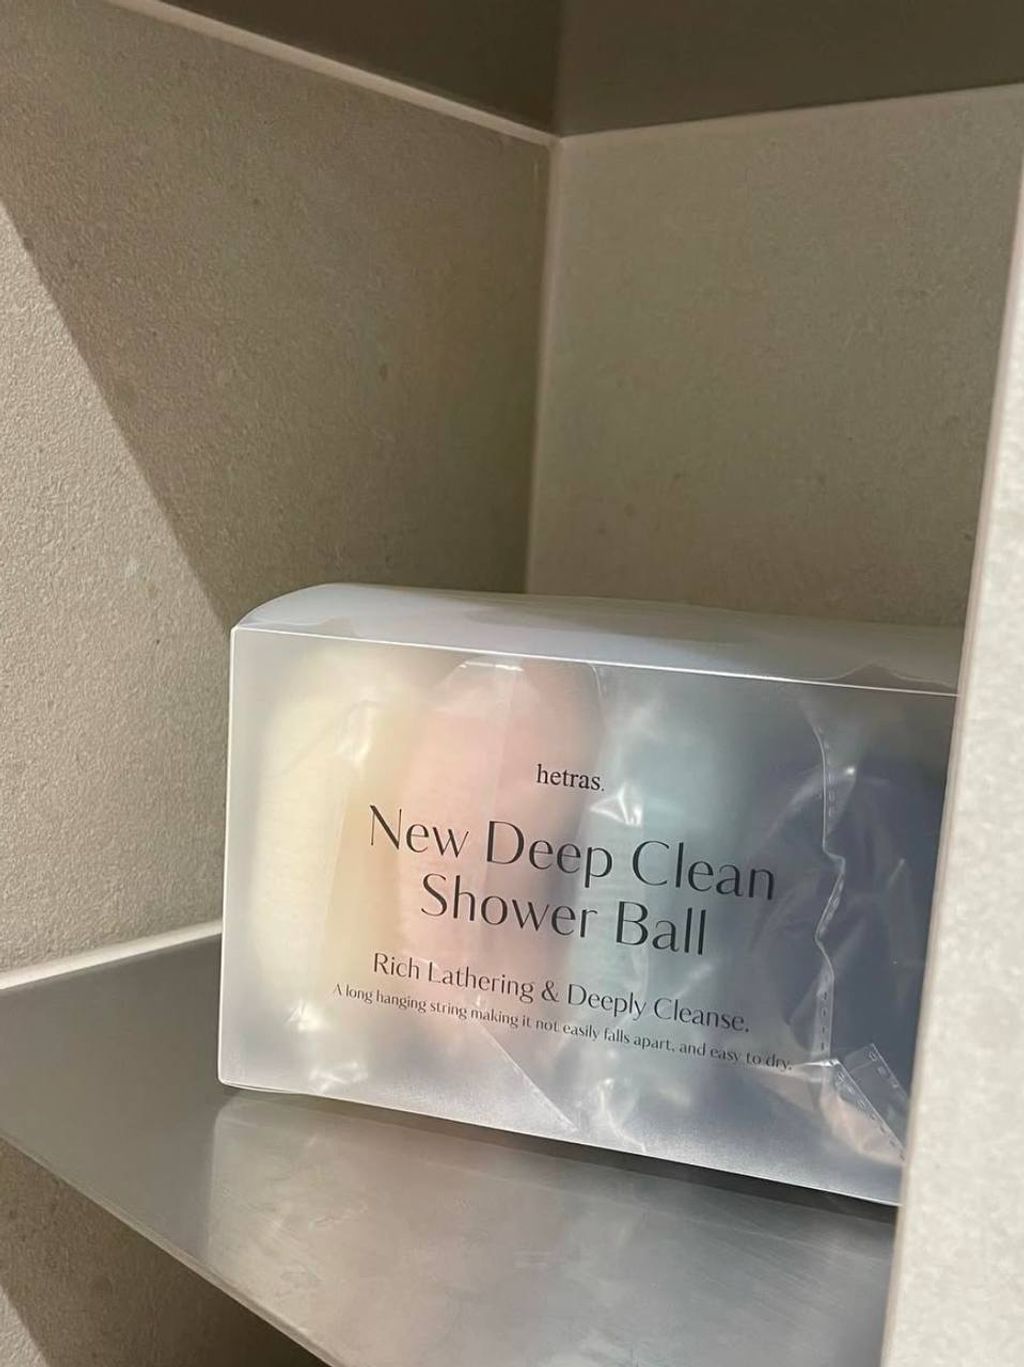 hetras.
New Deep Clean
Shower Ball
Rich Lathering & Deeply Cleanse.
A long hanging string making it not easily falls apart, and easy to dry.